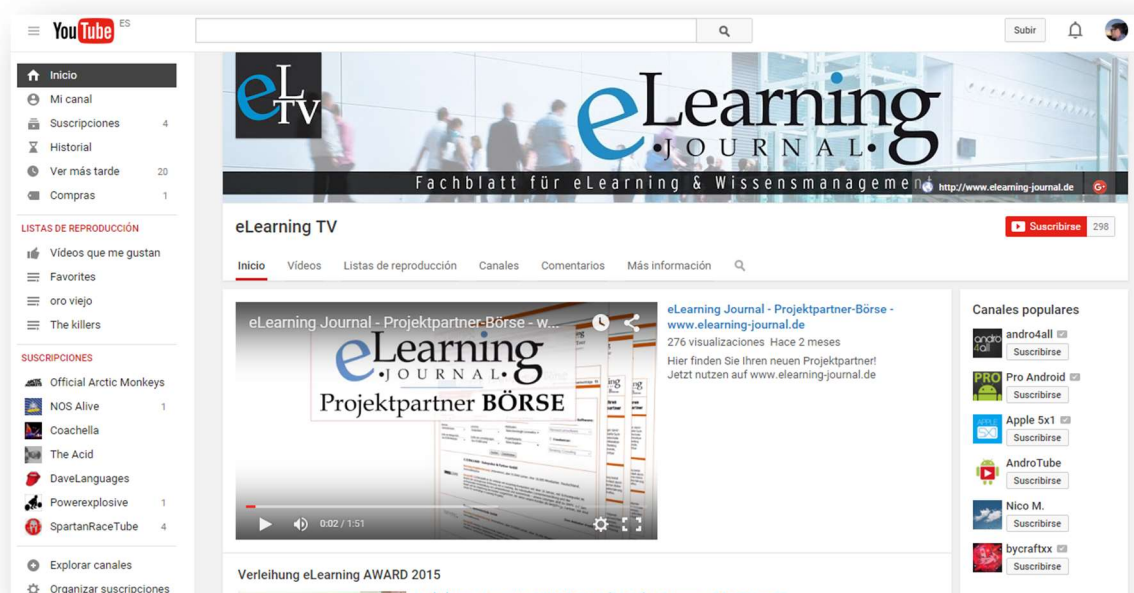 YouTube ES
Subir
Inicio
Mi canal
Suscripciones 4
Historial
Ver más tarde 20
Compras 1
LISTAS DE REPRODUCCIÓN
Vídeos que me gustan
Favorites
oro viejo
The killers
SUSCRIPCIONES
Official Arctic Monkeys
NOS Alive 1
Coachella
The Acid
DaveLanguages
Powerexplosive 1
SpartanRaceTube 4
Explorar canales
Organizar suscripciones
eLTV
eLearning
•JOURNAL•
Fachblatt für eLearning & Wissensmanagement
http://www.elearning-journal.de
eLearning TV
Suscribirse 298
Inicio Vídeos Listas de reproducción Canales Comentarios Más información
eLearning Journal - Projektpartner-Börse - w...
eLearning
•JOURNAL•
Projektpartner BÖRSE
0:02 / 1:51
eLearning Journal - Projektpartner-Börse -
www.elearning-journal.de
276 visualizaciones Hace 2 meses
Hier finden Sie Ihren neuen Projektpartner!
Jetzt nutzen auf www.elearning-journal.de
Verleihung eLearning AWARD 2015
Canales populares
andro4all
Suscribirse
Pro Android
Suscribirse
Apple 5x1
Suscribirse
AndroTube
Suscribirse
Nico M.
Suscribirse
bycraftxx
Suscribirse